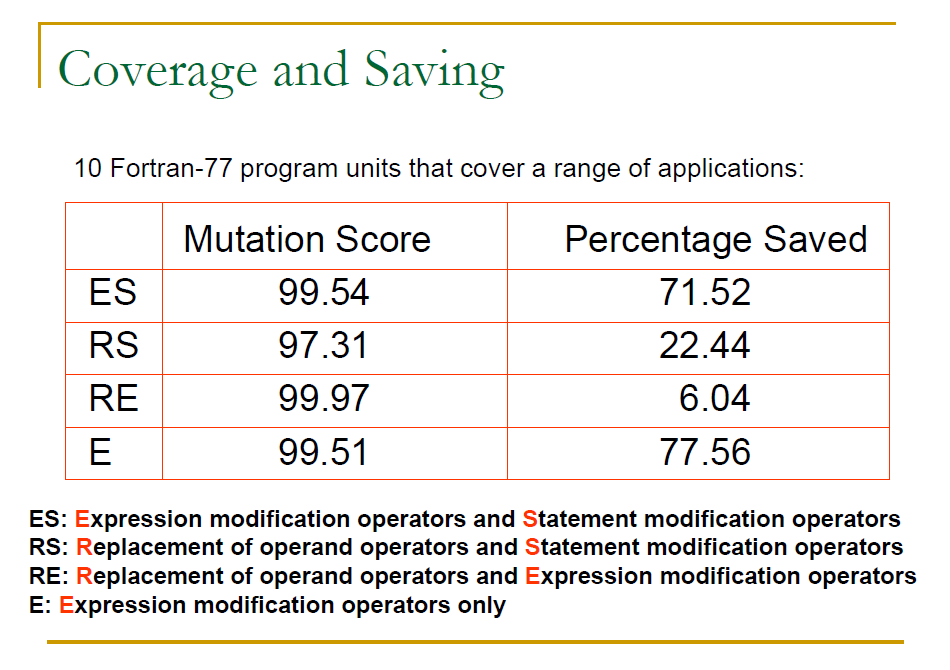 Coverage and Saving
10 Fortran-77 program units that cover a range of applications:
Mutation Score Percentage Saved
ES 99.54 71.52
RS 97.31 22.44
RE 99.97 6.04
E 99.51 77.56
ES: Expression modification operators and Statement modification operators
RS: Replacement of operand operators and Statement modification operators
RE: Replacement of operand operators and Expression modification operators
E: Expression modification operators only